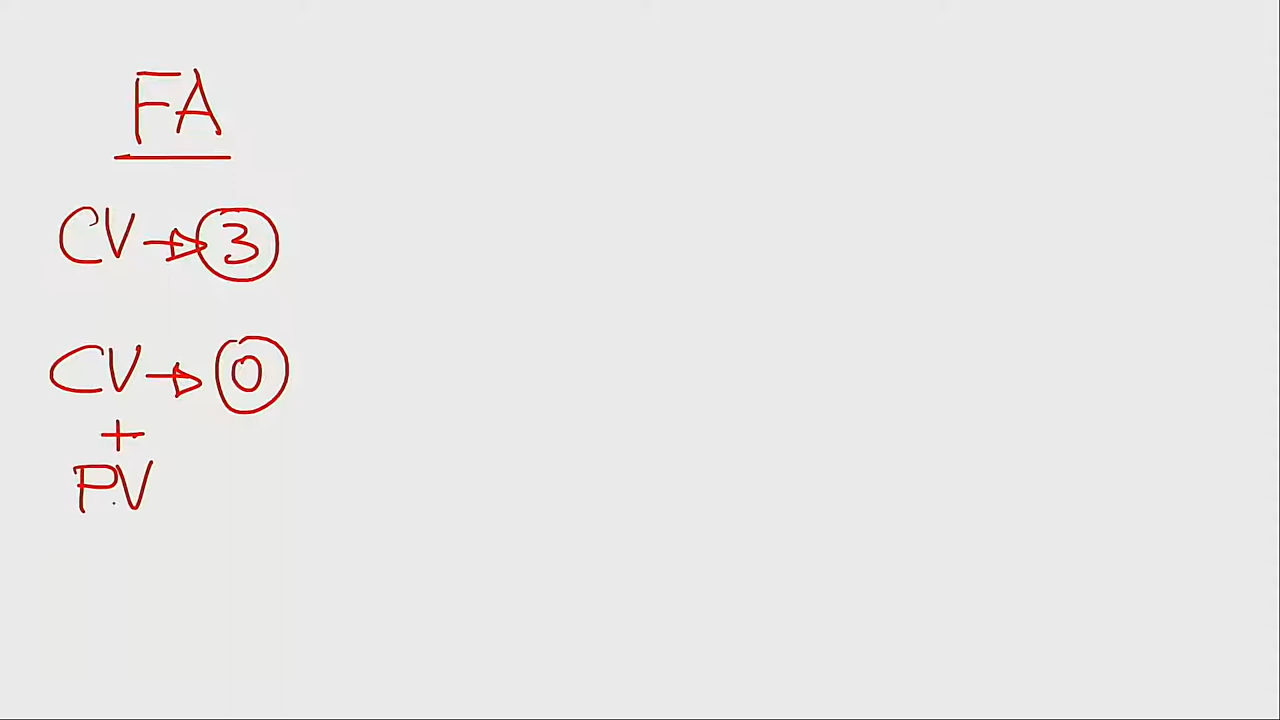 FA
CV → 3
CV → 0
+
PV